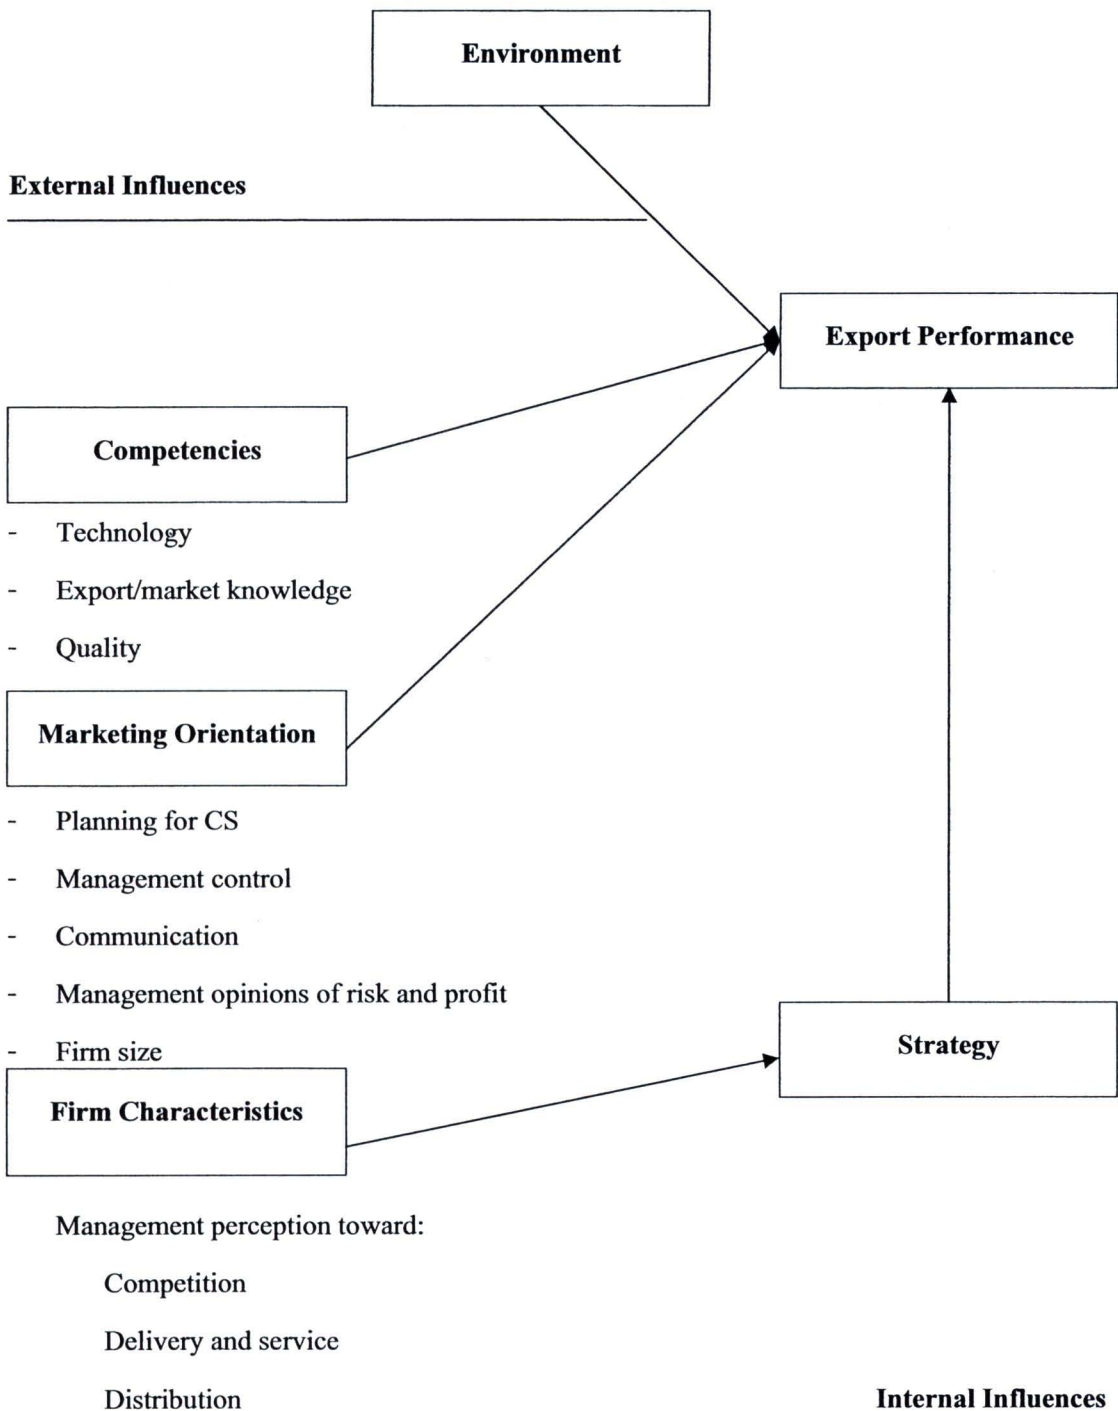 Environment
External Influences
Export Performance
Competencies
- Technology
- Export/market knowledge
- Quality
Marketing Orientation
- Planning for CS
- Management control
- Communication
- Management opinions of risk and profit
- Firm size
Strategy
Firm Characteristics
Management perception toward:
Competition
Delivery and service
Distribution
Internal Influences